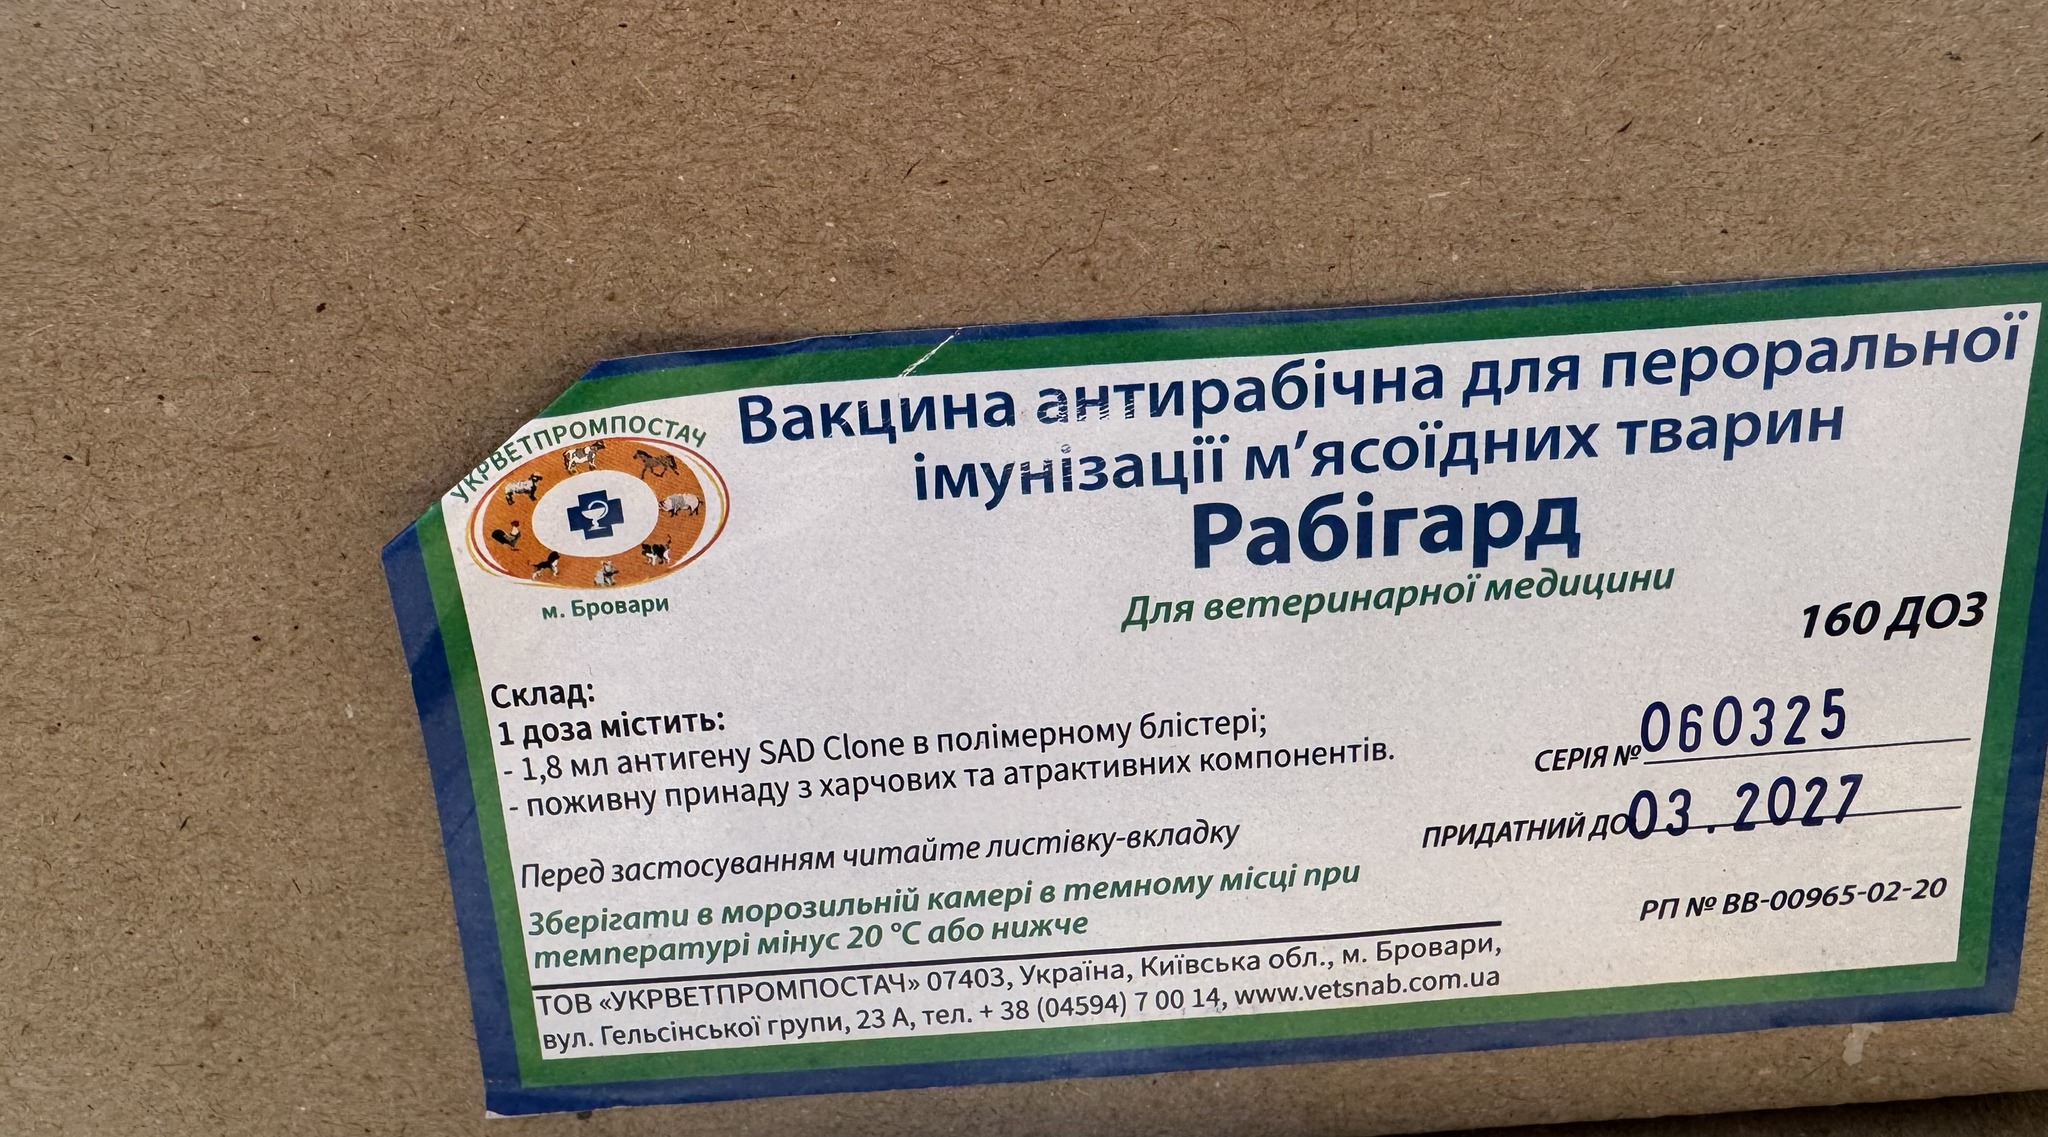 УКРВЕТПРОМПОСТАЧ
м. Бровари
Вакцина антирабічна для пероральної
імунізації м’ясоїдних тварин
Рабігард
Для ветеринарної медицини
160 ДОЗ
Склад:
1 доза містить:
- 1,8 мл антигену SAD Clone в полімерному блістері;
- поживну принаду з харчових та атрактивних компонентів.
СЕРІЯ № 060325
ПРИДАТНИЙ ДО 03.2027
Перед застосуванням читайте листівку-вкладку
Зберігати в морозильній камері в темному місці при
температурі мінус 20 °С або нижче
РП № ВВ-00965-02-20
ТОВ «УКРВЕТПРОМПОСТАЧ» 07403, Україна, Київська обл., м. Бровари,
вул. Гельсінської групи, 23 А, тел. + 38 (04594) 7 00 14, www.vetsnab.com.ua